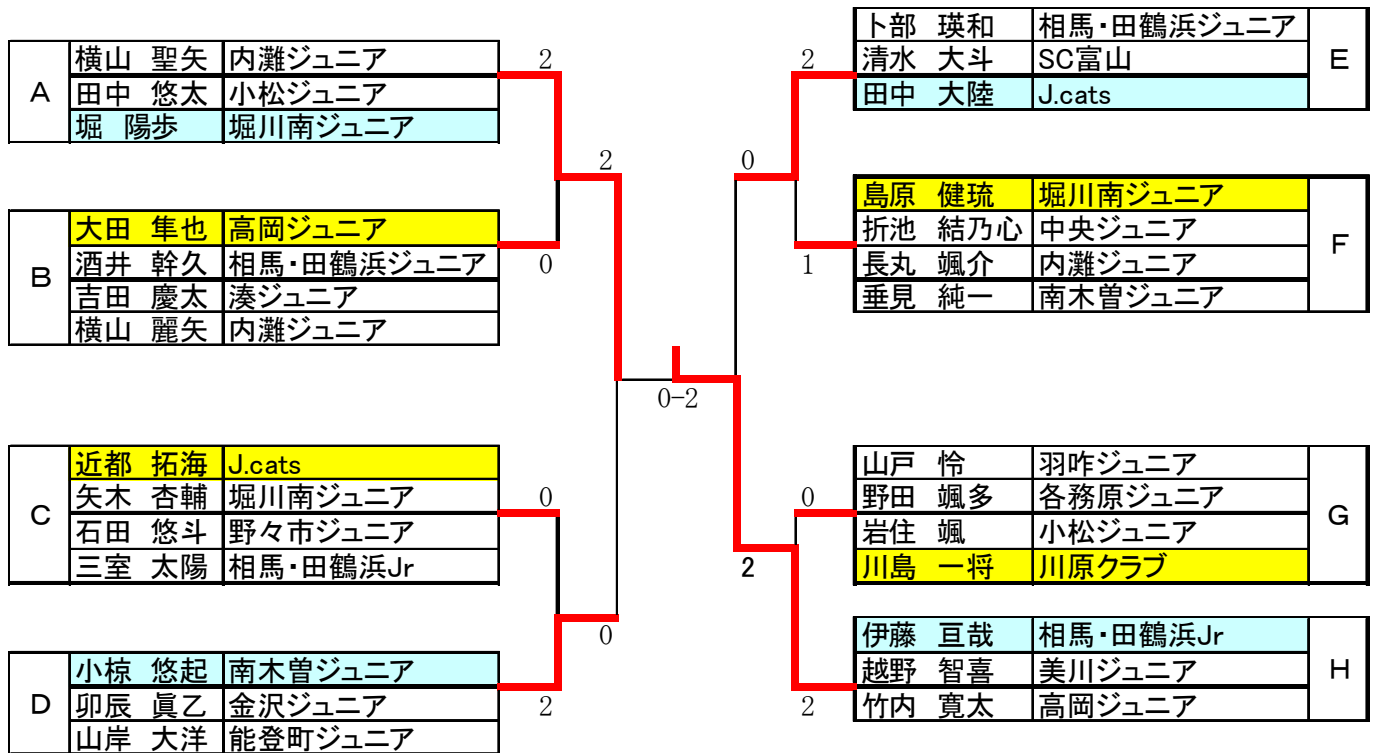 A
横山 聖矢 内灘ジュニア
田中 悠太 小松ジュニア
堀 陽歩 堀川南ジュニア
2
B
大田 隼也 高岡ジュニア
酒井 幹久 相馬・田鶴浜ジュニア
吉田 慶太 湊ジュニア
横山 麗矢 内灘ジュニア
0
2
C
近都 拓海 J.cats
矢木 杏輔 堀川南ジュニア
石田 悠斗 野々市ジュニア
三室 太陽 相馬・田鶴浜Jr
0
D
小椋 悠起 南木曽ジュニア
卯辰 眞乙 金沢ジュニア
山岸 大洋 能登町ジュニア
2
0
0-2
卜部 瑛和 相馬・田鶴浜ジュニア
清水 大斗 SC富山
田中 大陸 J.cats
E
2
0
島原 健琉 堀川南ジュニア
折池 結乃心 中央ジュニア
長丸 颯介 内灘ジュニア
垂見 純一 南木曽ジュニア
F
1
山戸 怜 羽咋ジュニア
野田 颯多 各務原ジュニア
岩住 颯 小松ジュニア
川島 一将 川原クラブ
G
0
2
伊藤 亘哉 相馬・田鶴浜Jr
越野 智喜 美川ジュニア
竹内 寛太 高岡ジュニア
H
2